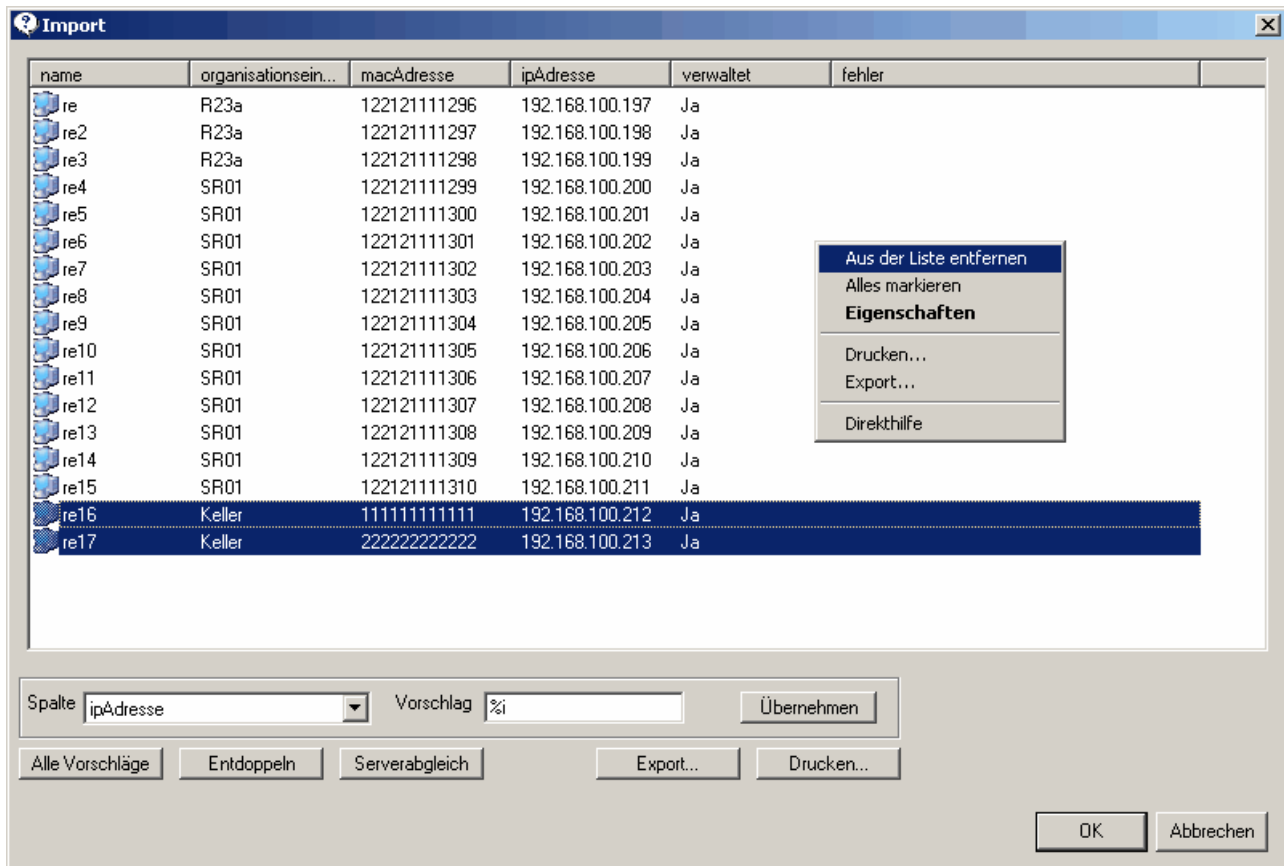 Import
name organisationsein... macAdresse ipAdresse verwaltet fehler
re R23a 122121111296 192.168.100.197 Ja
re2 R23a 122121111297 192.168.100.198 Ja
re3 R23a 122121111298 192.168.100.199 Ja
re4 SR01 122121111299 192.168.100.200 Ja
re5 SR01 122121111300 192.168.100.201 Ja
re6 SR01 122121111301 192.168.100.202 Ja
re7 SR01 122121111302 192.168.100.203 Ja
re8 SR01 122121111303 192.168.100.204 Ja
re9 SR01 122121111304 192.168.100.205 Ja
re10 SR01 122121111305 192.168.100.206 Ja
re11 SR01 122121111306 192.168.100.207 Ja
re12 SR01 122121111307 192.168.100.208 Ja
re13 SR01 122121111308 192.168.100.209 Ja
re14 SR01 122121111309 192.168.100.210 Ja
re15 SR01 122121111310 192.168.100.211 Ja
re16 Keller 111111111111 192.168.100.212 Ja
re17 Keller 222222222222 192.168.100.213 Ja
Aus der Liste entfernen
Alles markieren
Eigenschaften
Drucken...
Export...
Direkthilfe
Spalte ipAdresse Vorschlag %i Übernehmen
Alle Vorschläge Entdoppeln Serverabgleich Export... Drucken...
OK Abbrechen